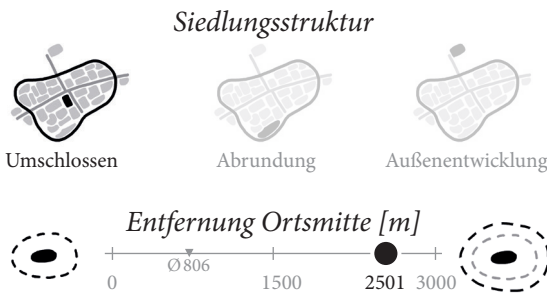 Siedlungsstruktur
Umschlossen Abrundung Außenentwicklung
Entfernung Ortsmitte [m]
Ø 806
0 1500 2501 3000